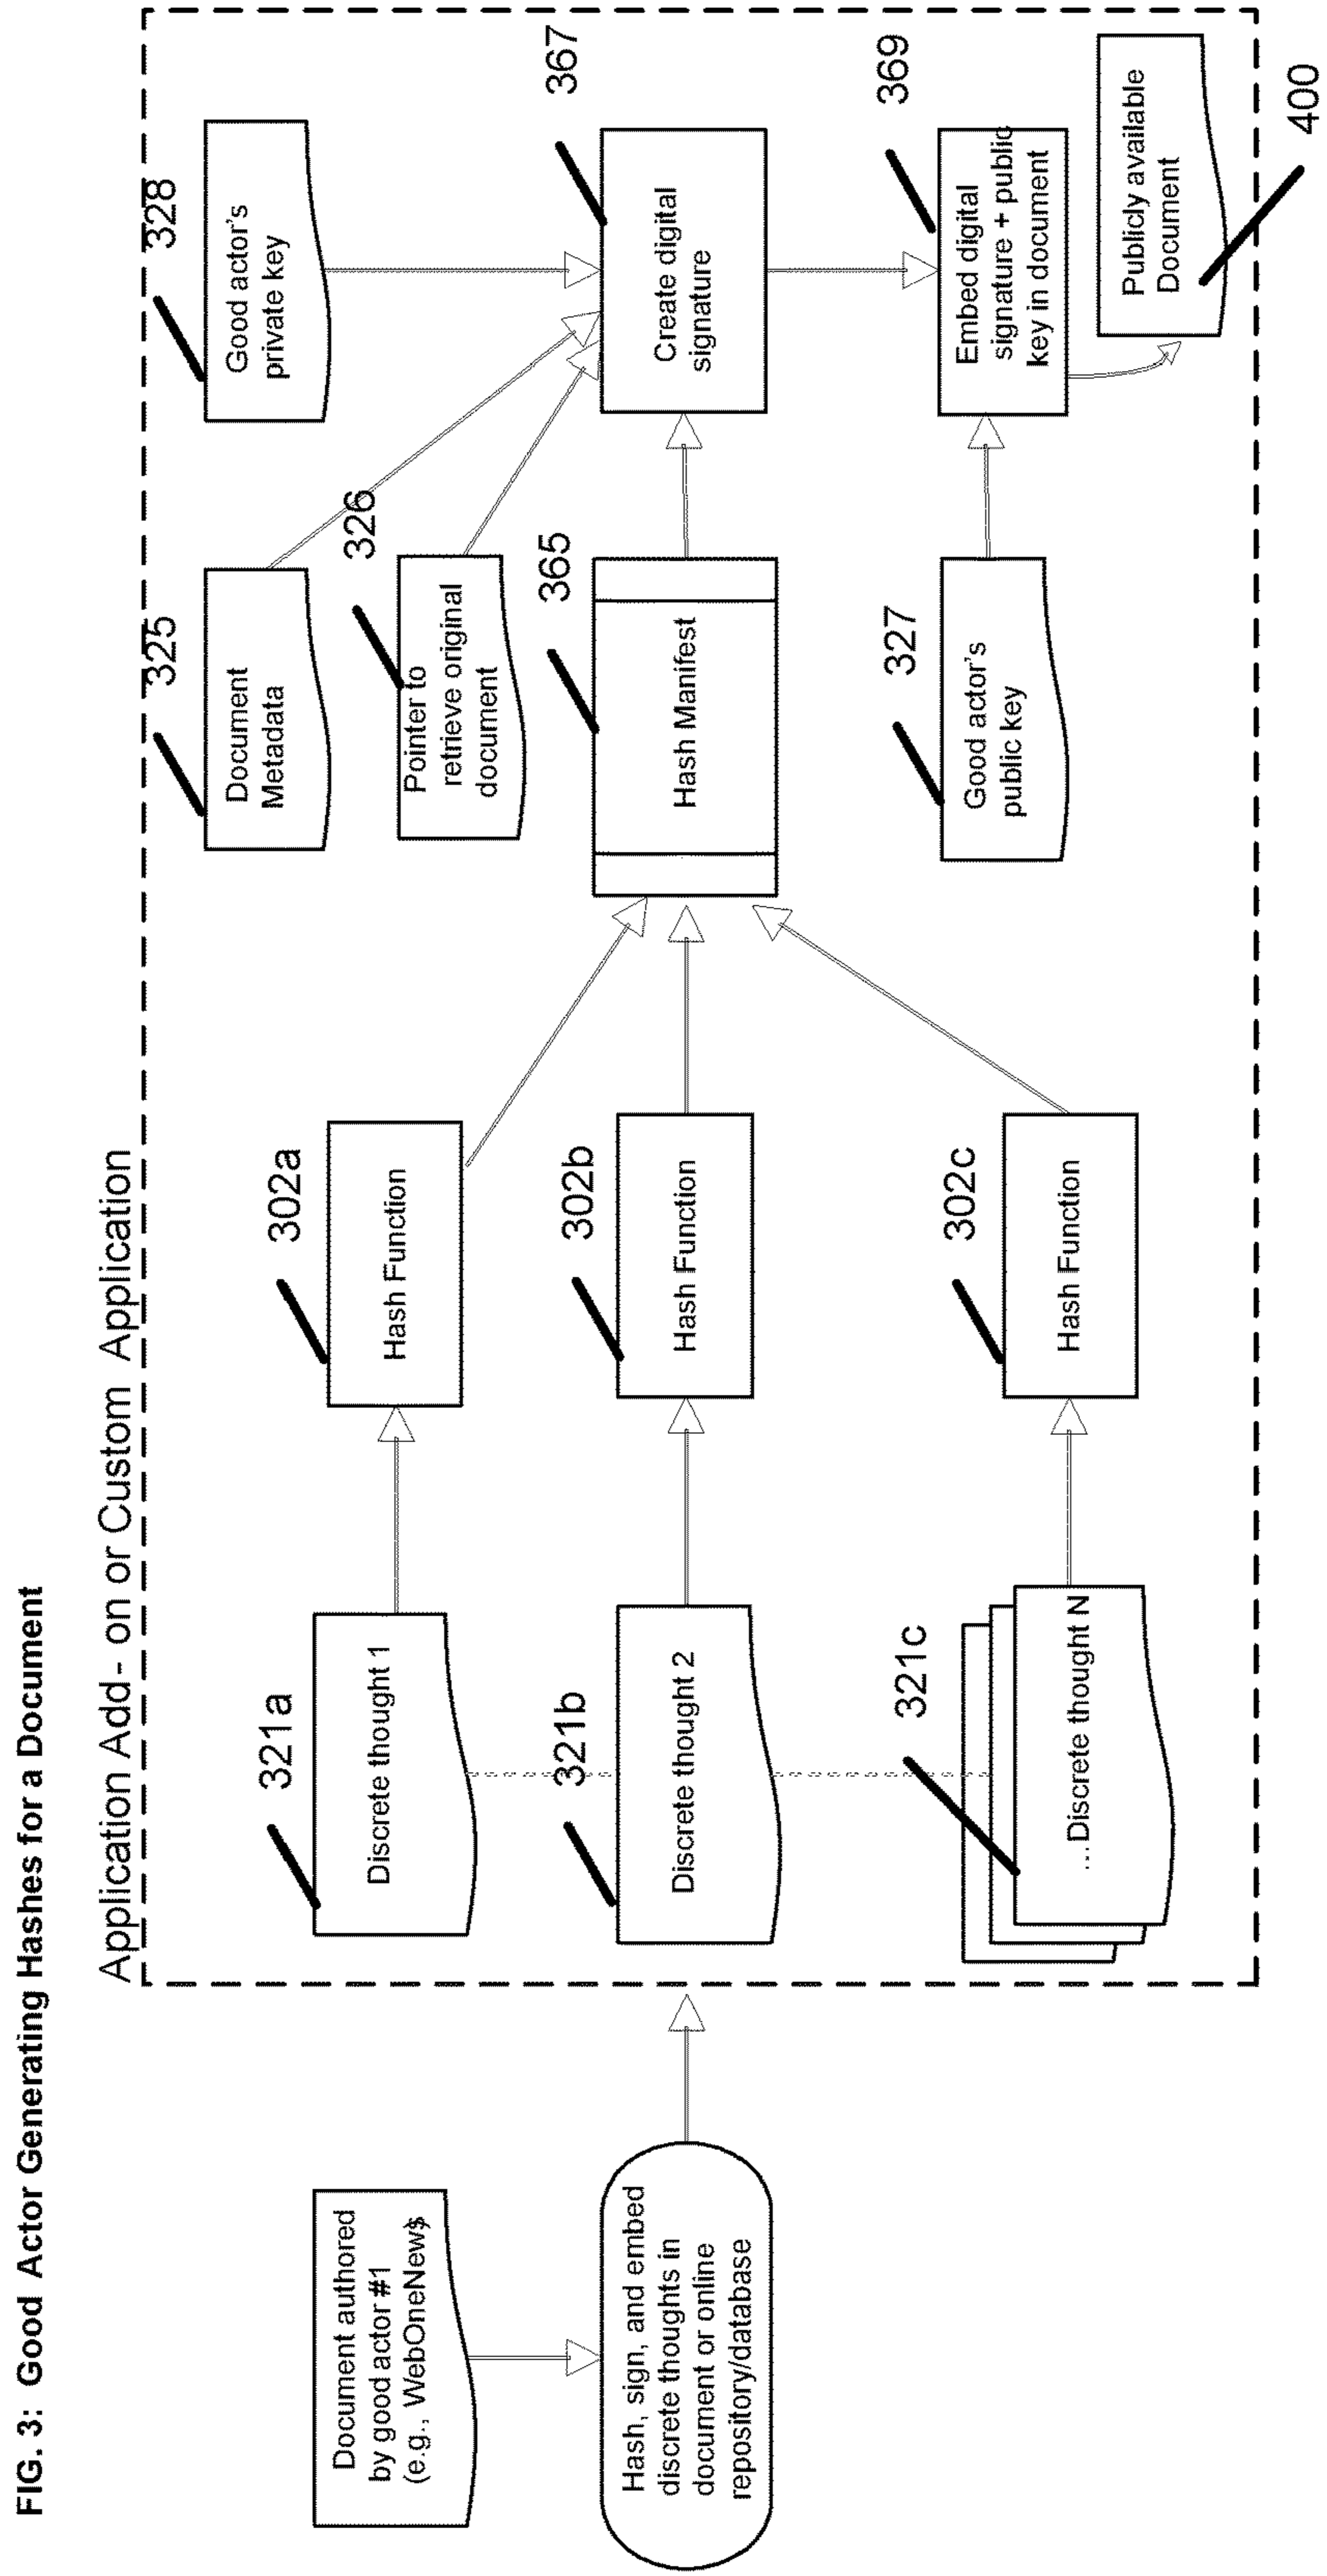 FIG. 3: Good Actor Generating Hashes for a Document
Application Add- on or Custom Application
Document authored
by good actor #1
(e.g., WebOneNews
Hash, sign, and embed
discrete thoughts in
document or online
repository/database
321a
Discrete thought 1
321b
Discrete thought 2
321c
...Discrete thought N
302a
Hash Function
302b
Hash Function
302c
Hash Function
325
Document
Metadata
326
Pointer to
retrieve original
document
365
Hash Manifest
327
Good actor's
public key
328
Good actor's
private key
367
Create digital
signature
369
Embed digital
signature + public
key in document
Publicly available
Document
400